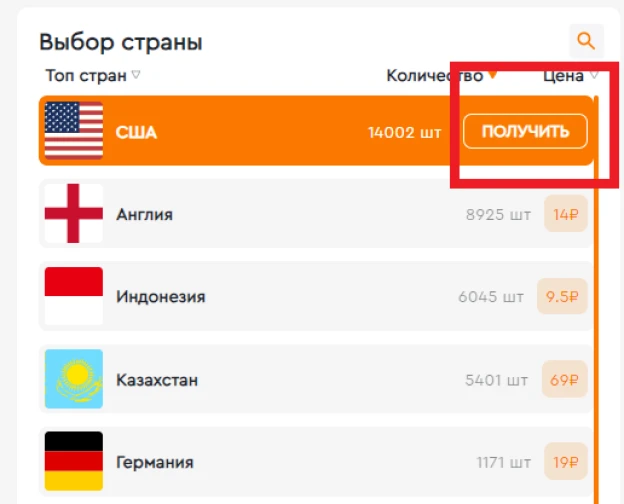 Выбор страны
Топ стран Количество Цена
США 14002 шт ПОЛУЧИТЬ
Англия 8925 шт 14₽
Индонезия 6045 шт 9.5₽
Казахстан 5401 шт 69₽
Германия 1171 шт 19₽